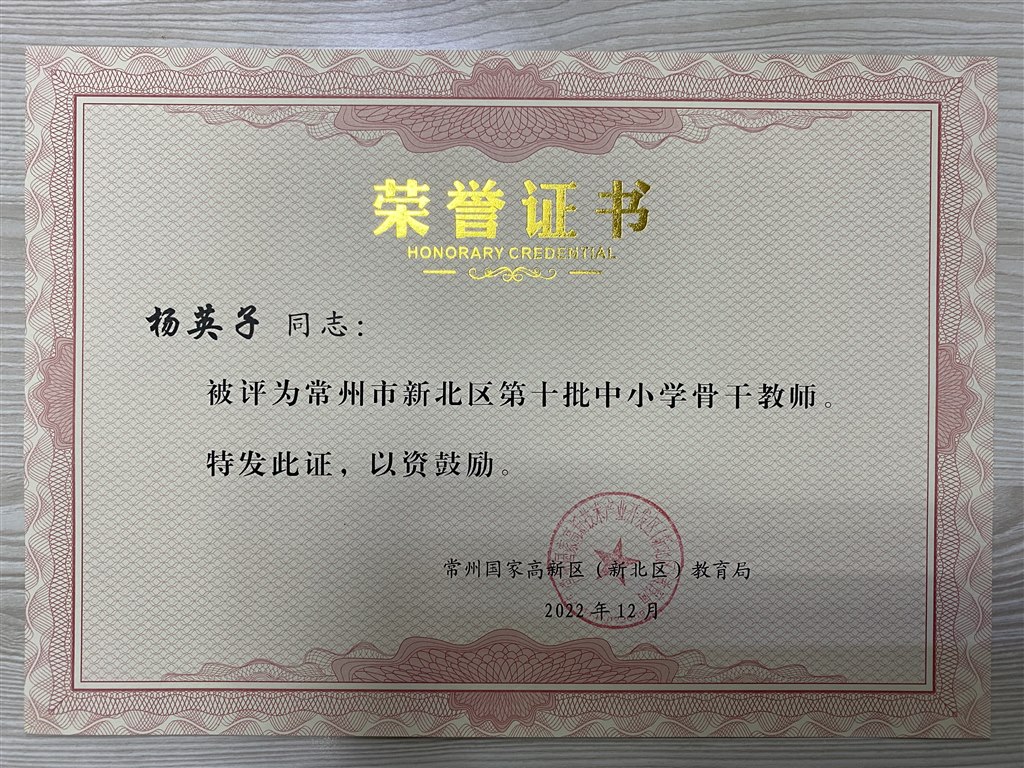 荣誉证书
HONORARY CREDENTIAL
杨英子 同志：
被评为常州市新北区第十批中小学骨干教师。
特发此证，以资鼓励。
常州国家高新区（新北区）教育局
2022年12月